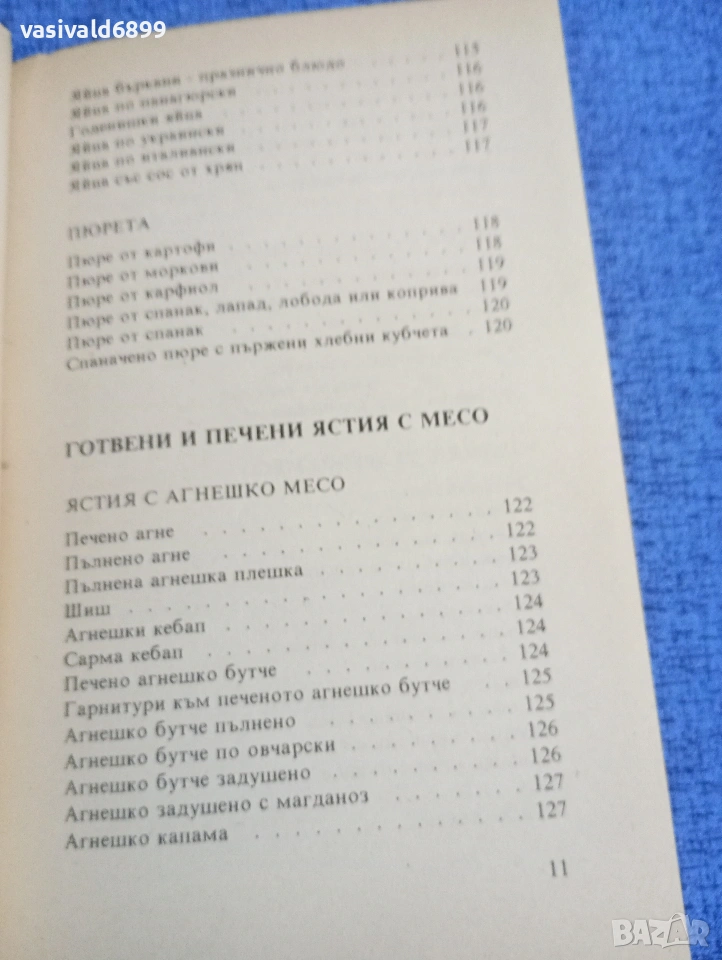 vasivald6899
Яйца бъркани - празнично блюдо 115
Яйца по панагюрски 116
Годенишки яйца 116
Яйца по украински 116
Яйца по италиански 117
Яйца със сос от хрян 117
ПЮРЕТА
Пюре от картофи 118
Пюре от моркови 118
Пюре от карфиол 119
Пюре от спанак, лапад, лобода или коприва 119
Пюре от спанак 120
Спаначено пюре с пържени хлебни кубчета 120
ГОТВЕНИ И ПЕЧЕНИ ЯСТИЯ С МЕСО
ЯСТИЯ С АГНЕШКО МЕСО
Печено агне 122
Пълнено агне 122
Пълнена агнешка плешка 123
Шиш 123
Агнешки кебап 124
Сарма кебап 124
Печено агнешко бутче 124
Гарнитури към печеното агнешко бутче 125
Агнешко бутче пълнено 125
Агнешко бутче по овчарски 126
Агнешко бутче задушено 126
Агнешко задушено с магданоз 127
Агнешко капама 127
11
BAZAR